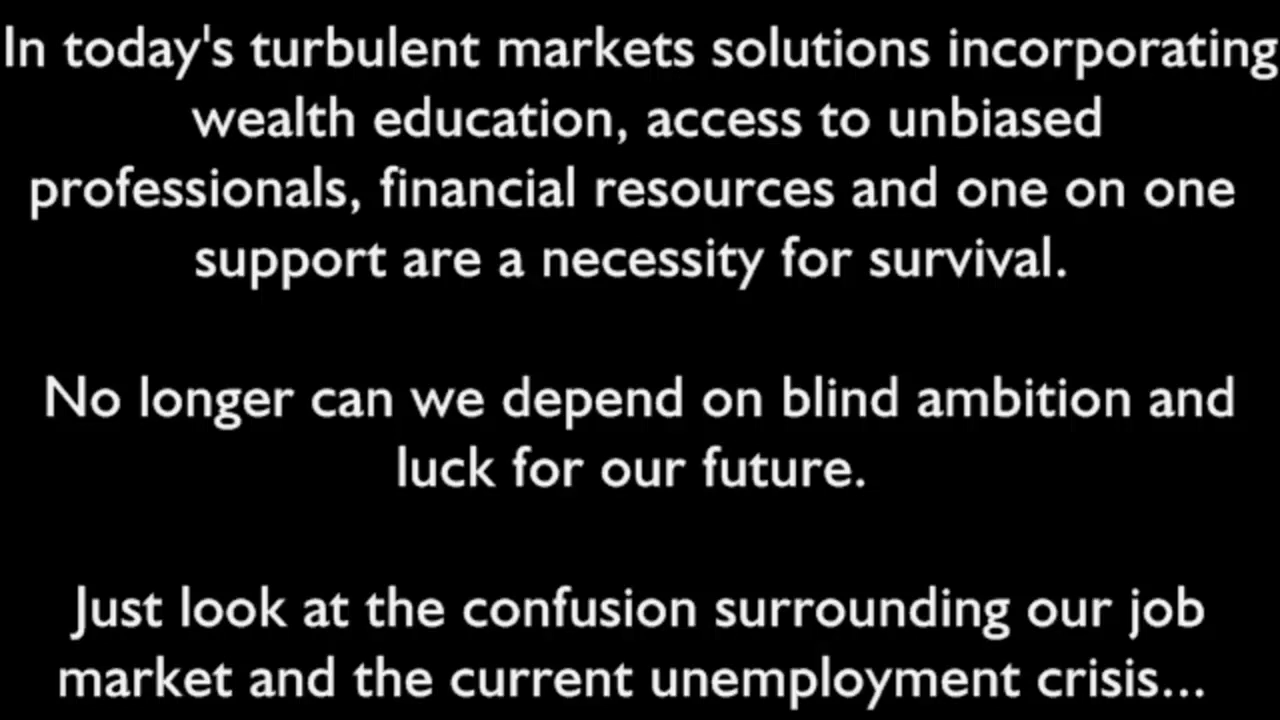 In today's turbulent markets solutions incorporating
wealth education, access to unbiased
professionals, financial resources and one on one
support are a necessity for survival.
No longer can we depend on blind ambition and
luck for our future.
Just look at the confusion surrounding our job
market and the current unemployment crisis...